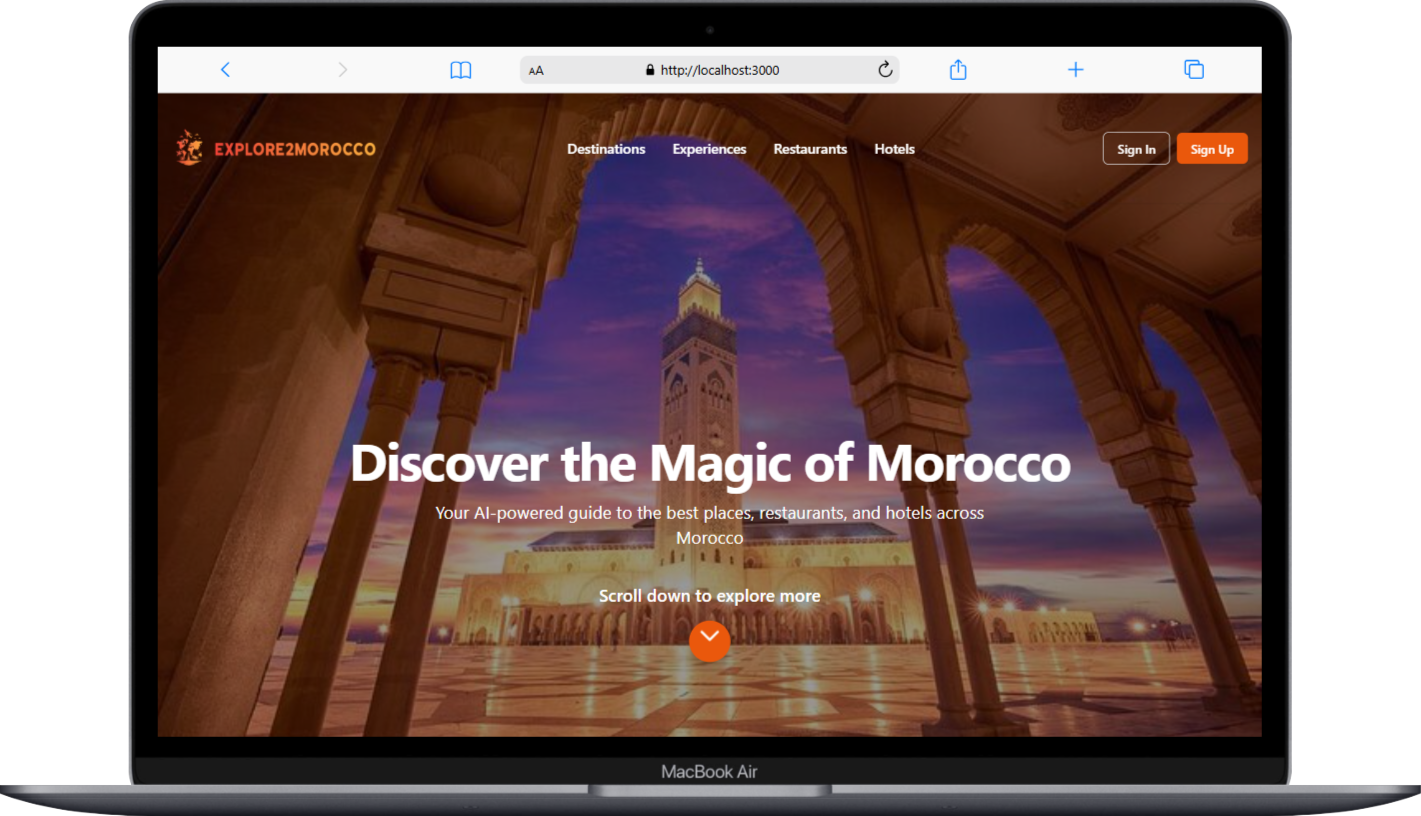 AA
http://localhost:3000
EXPLORE2MOROCCO
Destinations
Experiences
Restaurants
Hotels
Sign In
Sign Up
Discover the Magic of Morocco
Your AI-powered guide to the best places, restaurants, and hotels across
Morocco
Scroll down to explore more
MacBook Air